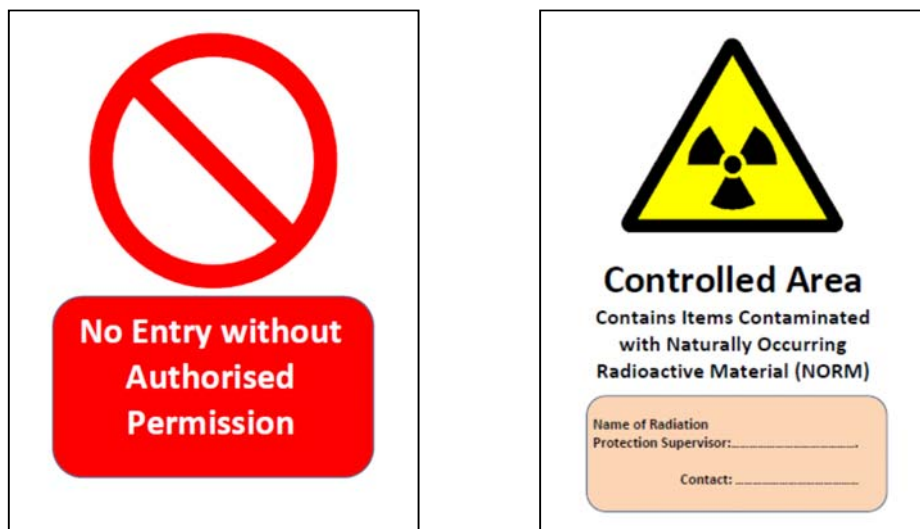 No Entry without
Authorised
Permission
Controlled Area
Contains Items Contaminated
with Naturally Occurring
Radioactive Material (NORM)
Name of Radiation
Protection Supervisor:..............................
Contact: ..............................